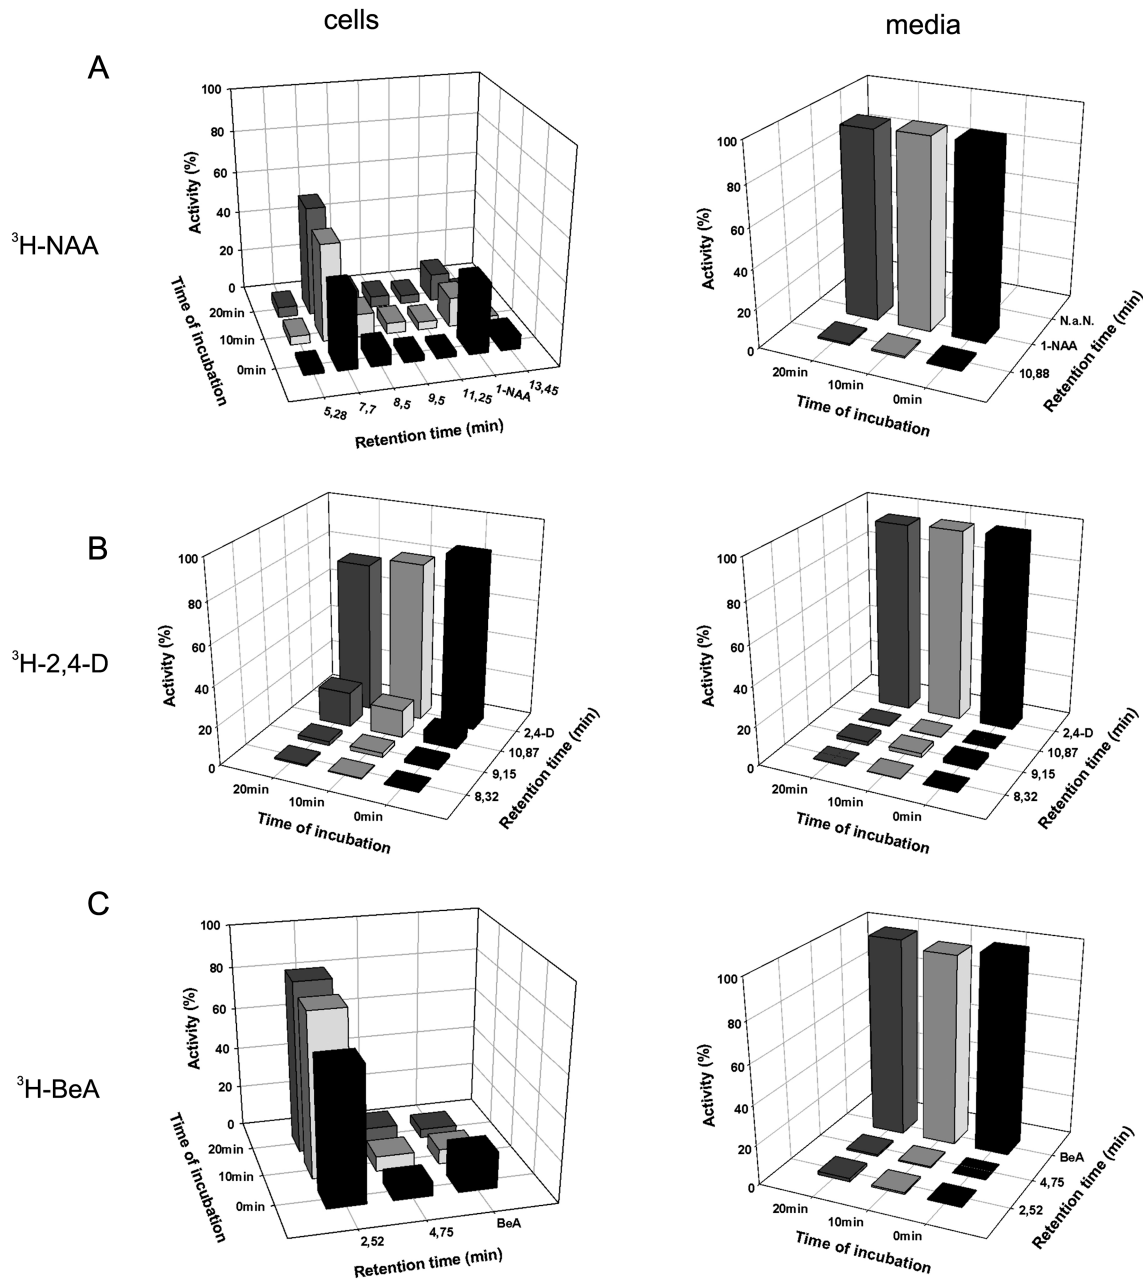 cells
media
A
³H-NAA
Activity (%)
100
80
60
40
20
0
20min
10min
0min
Time of incubation
5,28
7,7
8,5
9,5
11,25
1-NAA
13,45
Retention time (min)
Activity (%)
100
80
60
40
20
0
20min
10min
0min
Time of incubation
N.a.N.
1-NAA
10,88
Retention time (min)
B
³H-2,4-D
Activity (%)
100
80
60
40
20
0
20min
10min
0min
Time of incubation
2,4-D
10,87
9,15
8,32
Retention time (min)
Activity (%)
100
80
60
40
20
0
20min
10min
0min
Time of incubation
2,4-D
10,87
9,15
8,32
Retention time (min)
C
³H-BeA
Activity (%)
100
80
60
40
20
0
20min
10min
0min
Time of incubation
2,52
4,75
BeA
Retention time (min)
Activity (%)
100
80
60
40
20
0
20min
10min
0min
Time of incubation
BeA
4,75
2,52
Retention time (min)